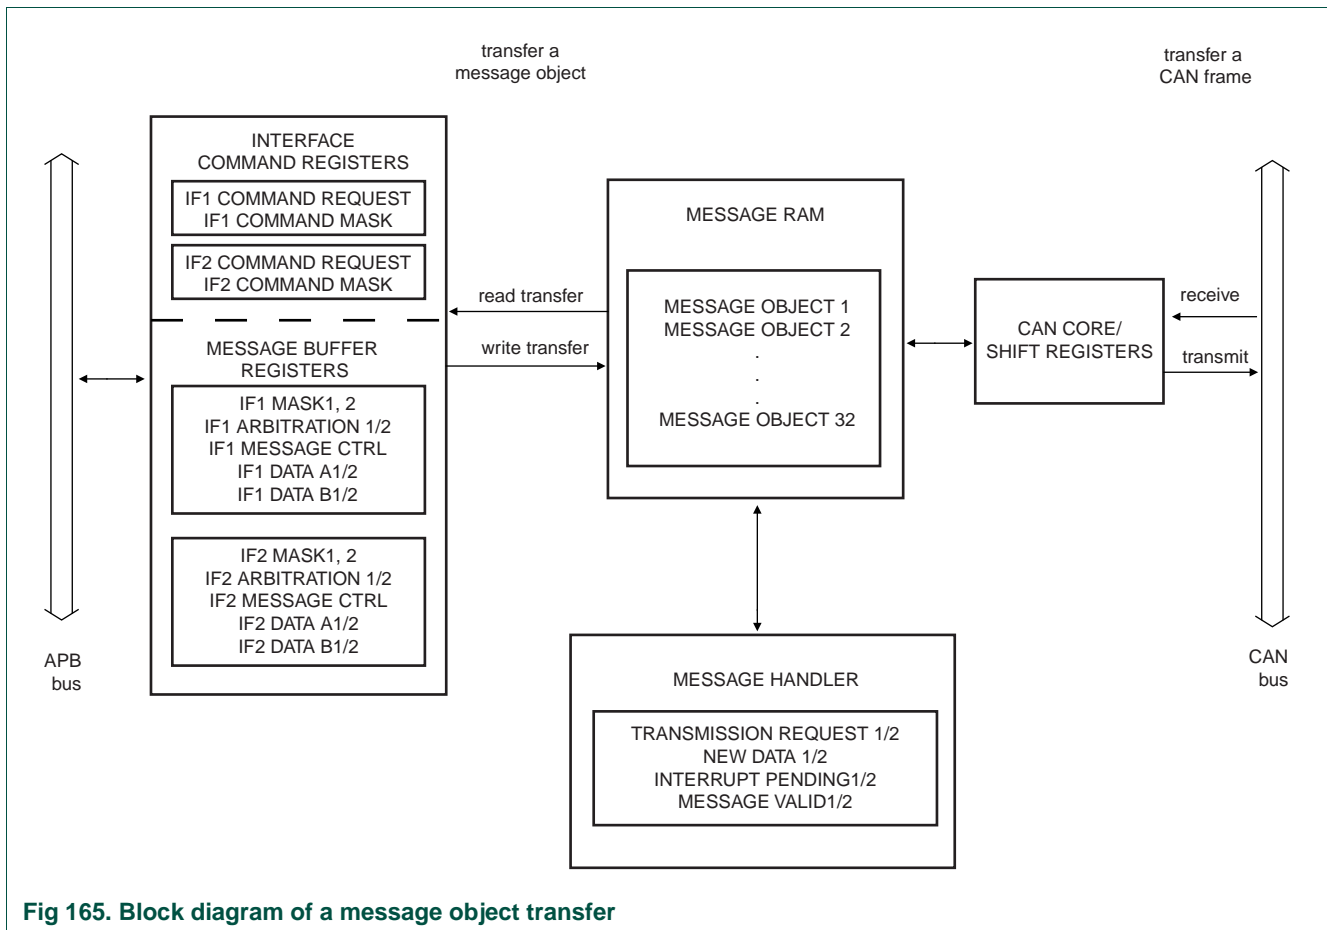 transfer a
message object
transfer a
CAN frame
INTERFACE
COMMAND REGISTERS
IF1 COMMAND REQUEST
IF1 COMMAND MASK
IF2 COMMAND REQUEST
IF2 COMMAND MASK
MESSAGE BUFFER
REGISTERS
IF1 MASK1, 2
IF1 ARBITRATION 1/2
IF1 MESSAGE CTRL
IF1 DATA A1/2
IF1 DATA B1/2
IF2 MASK1, 2
IF2 ARBITRATION 1/2
IF2 MESSAGE CTRL
IF2 DATA A1/2
IF2 DATA B1/2
APB
bus
read transfer
write transfer
MESSAGE RAM
MESSAGE OBJECT 1
MESSAGE OBJECT 2
.
.
.
MESSAGE OBJECT 32
CAN CORE/
SHIFT REGISTERS
receive
transmit
CAN
bus
MESSAGE HANDLER
TRANSMISSION REQUEST 1/2
NEW DATA 1/2
INTERRUPT PENDING1/2
MESSAGE VALID1/2
Fig 165. Block diagram of a message object transfer